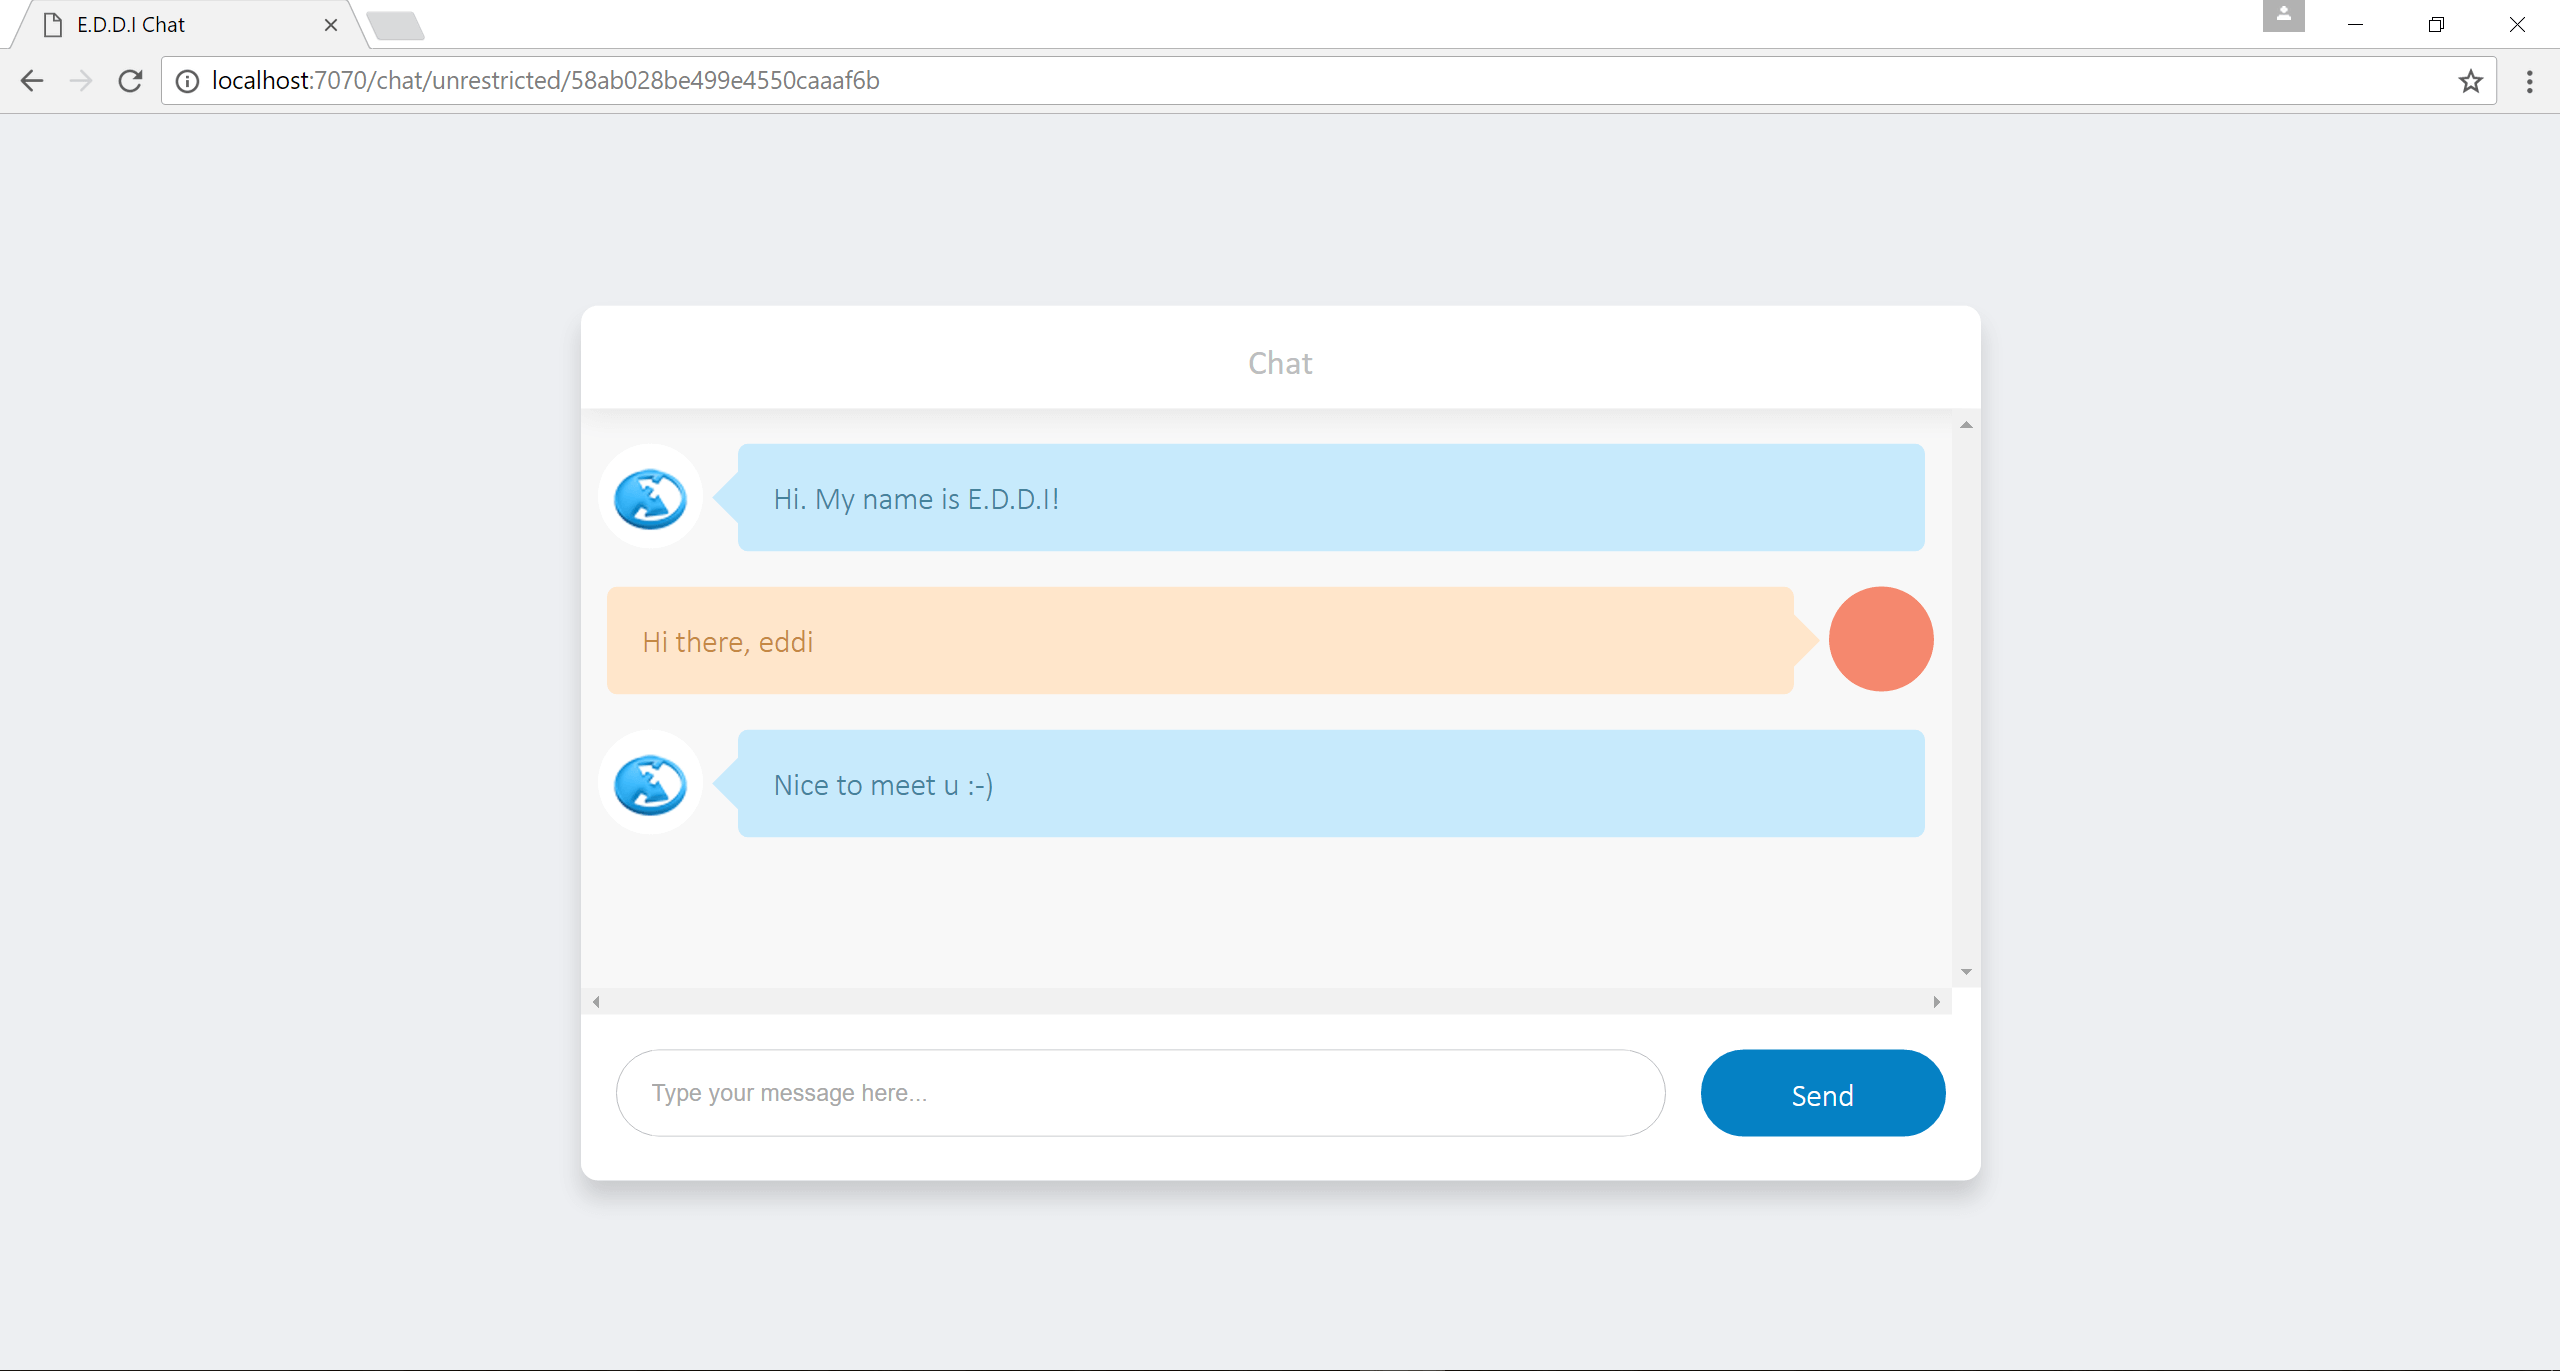 E.D.D.I Chat
localhost:7070/chat/unrestricted/58ab028be499e4550caaaf6b
Chat
Hi. My name is E.D.D.I!
Hi there, eddi
Nice to meet u :-)
Type your message here...
Send